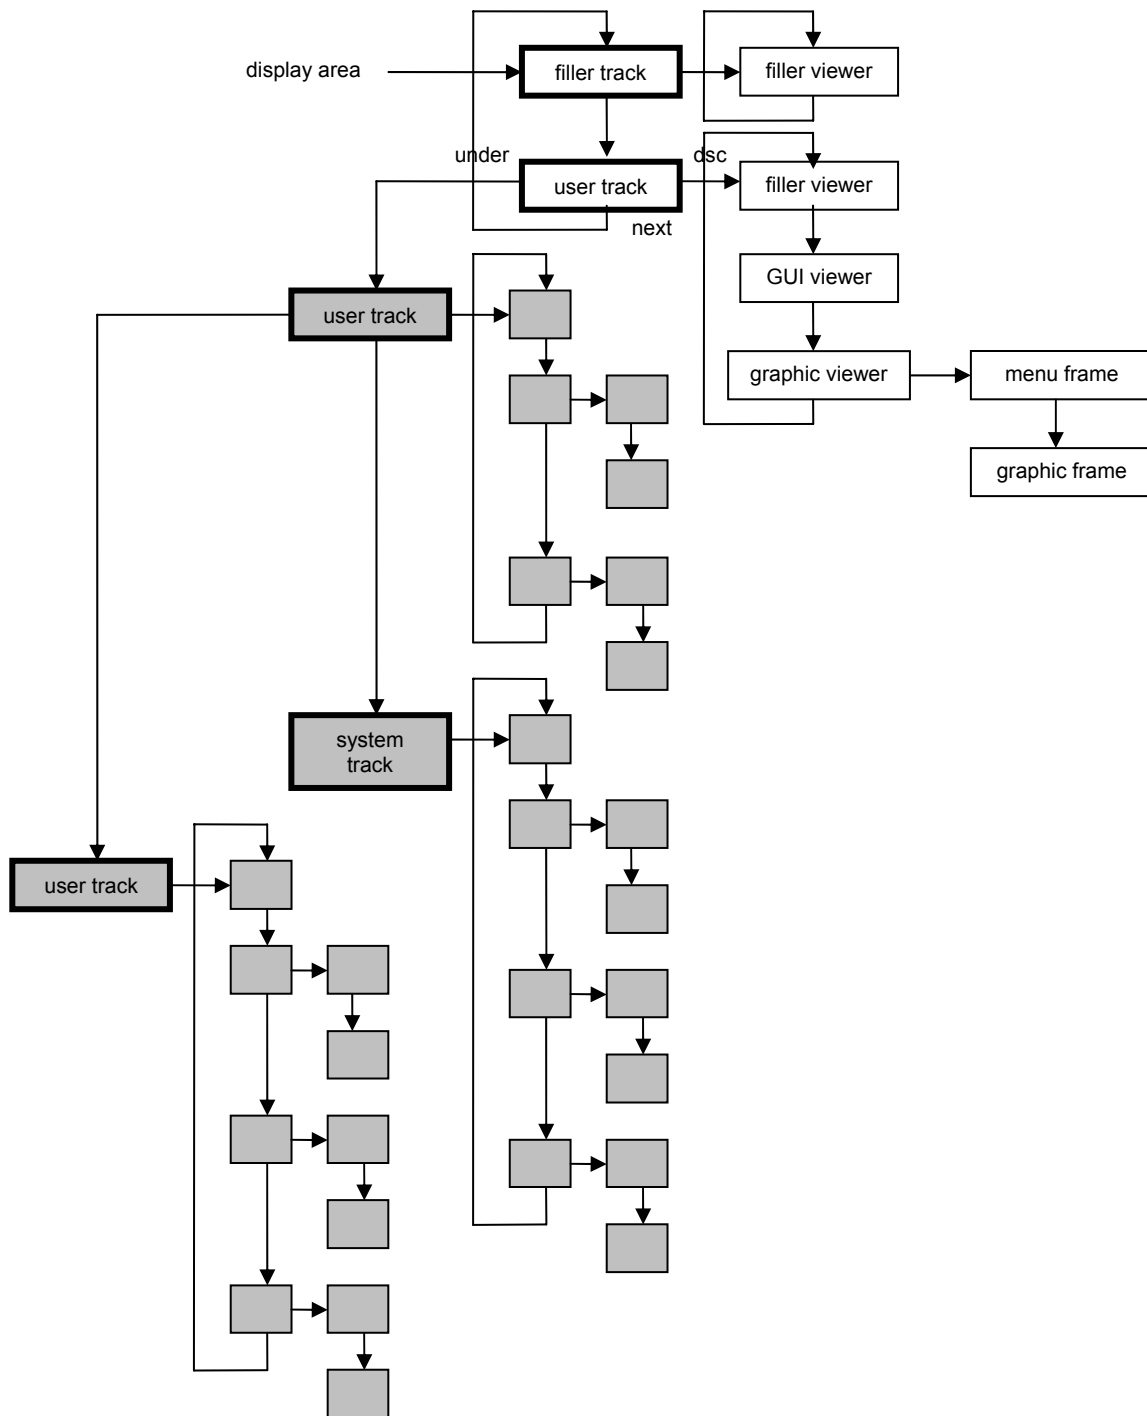 display area
filler track
filler viewer
under
dsc
user track
filler viewer
next
GUI viewer
user track
graphic viewer
menu frame
graphic frame
system
track
user track